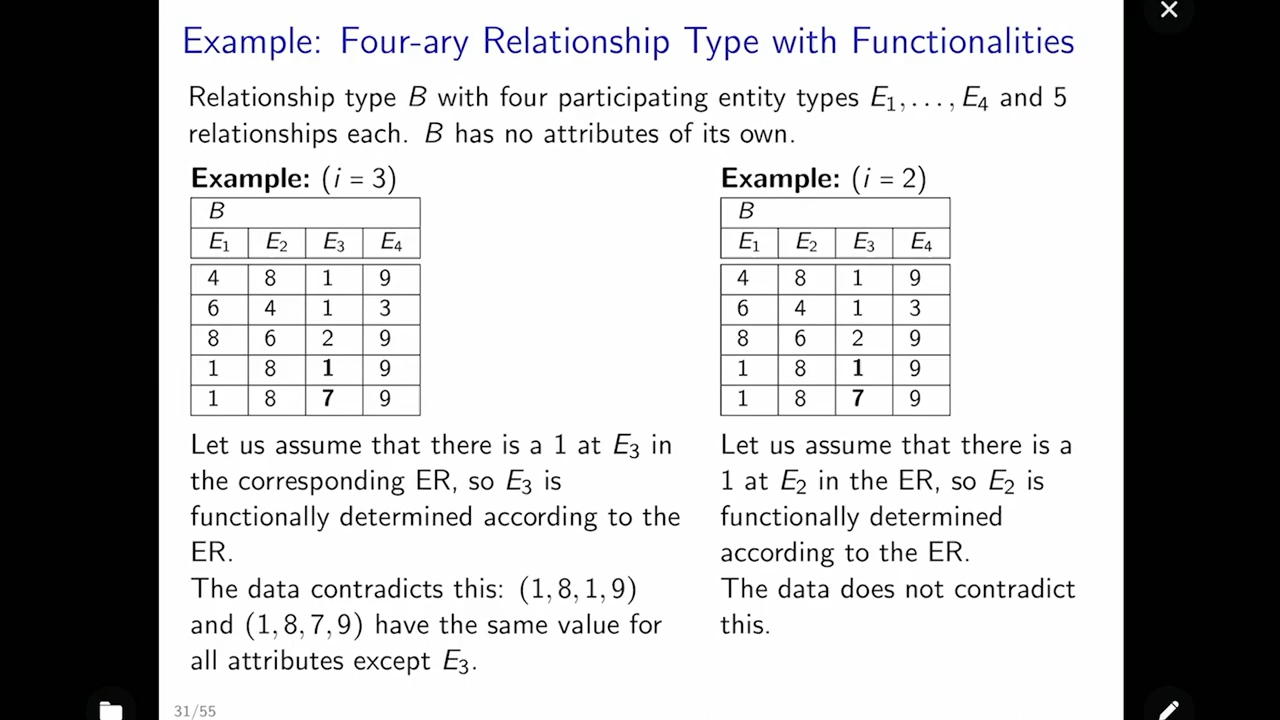 Example: Four-ary Relationship Type with Functionalities
Relationship type B with four participating entity types E₁, . . . , E₄ and 5
relationships each. B has no attributes of its own.
Example: (i = 3)
B
E₁ E₂ E₃ E₄
4 8 1 9
6 4 1 3
8 6 2 9
1 8 1 9
1 8 7 9
Let us assume that there is a 1 at E₃ in
the corresponding ER, so E₃ is
functionally determined according to the
ER.
The data contradicts this: (1, 8, 1, 9)
and (1, 8, 7, 9) have the same value for
all attributes except E₃.
Example: (i = 2)
B
E₁ E₂ E₃ E₄
4 8 1 9
6 4 1 3
8 6 2 9
1 8 1 9
1 8 7 9
Let us assume that there is a
1 at E₂ in the ER, so E₂ is
functionally determined
according to the ER.
The data does not contradict
this.
31/55